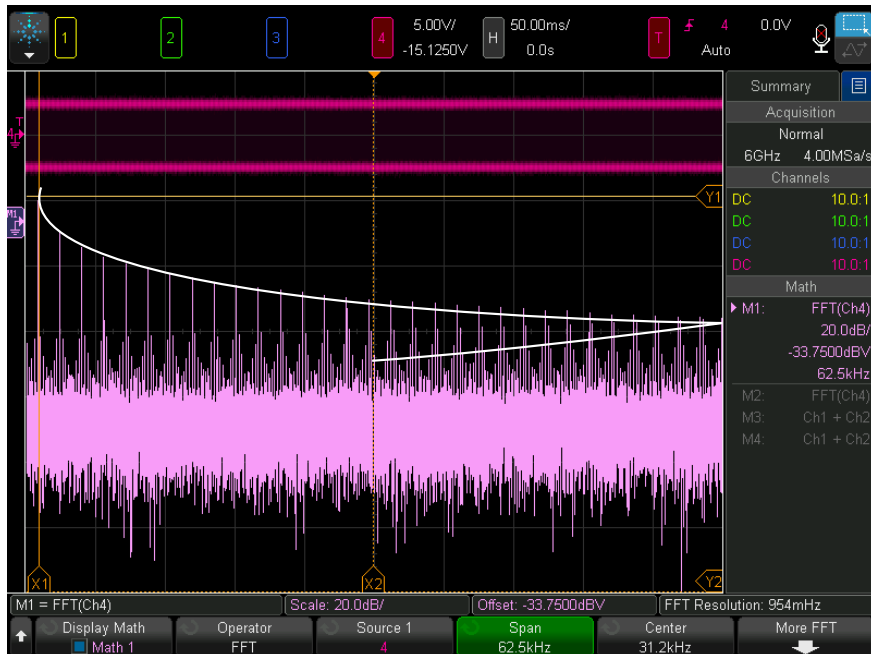 1 2 3 4 5.00V/ H 50.00ms/ T 4 0.0V
-15.1250V 0.0s Auto
Summary
Acquisition
Normal
6GHz 4.00MSa/s
Channels
DC 10.0:1
DC 10.0:1
DC 10.0:1
DC 10.0:1
Math
M1: FFT(Ch4)
20.0dB/
-33.7500dBV
62.5kHz
M2: FFT(Ch4)
M3: Ch1 + Ch2
M4: Ch1 + Ch2
T
4
M1
Y1
X1 X2 Y2
M1 = FFT(Ch4) Scale: 20.0dB/ Offset: -33.7500dBV FFT Resolution: 954mHz
Display Math Operator Source 1 Span Center More FFT
Math 1 FFT 4 62.5kHz 31.2kHz